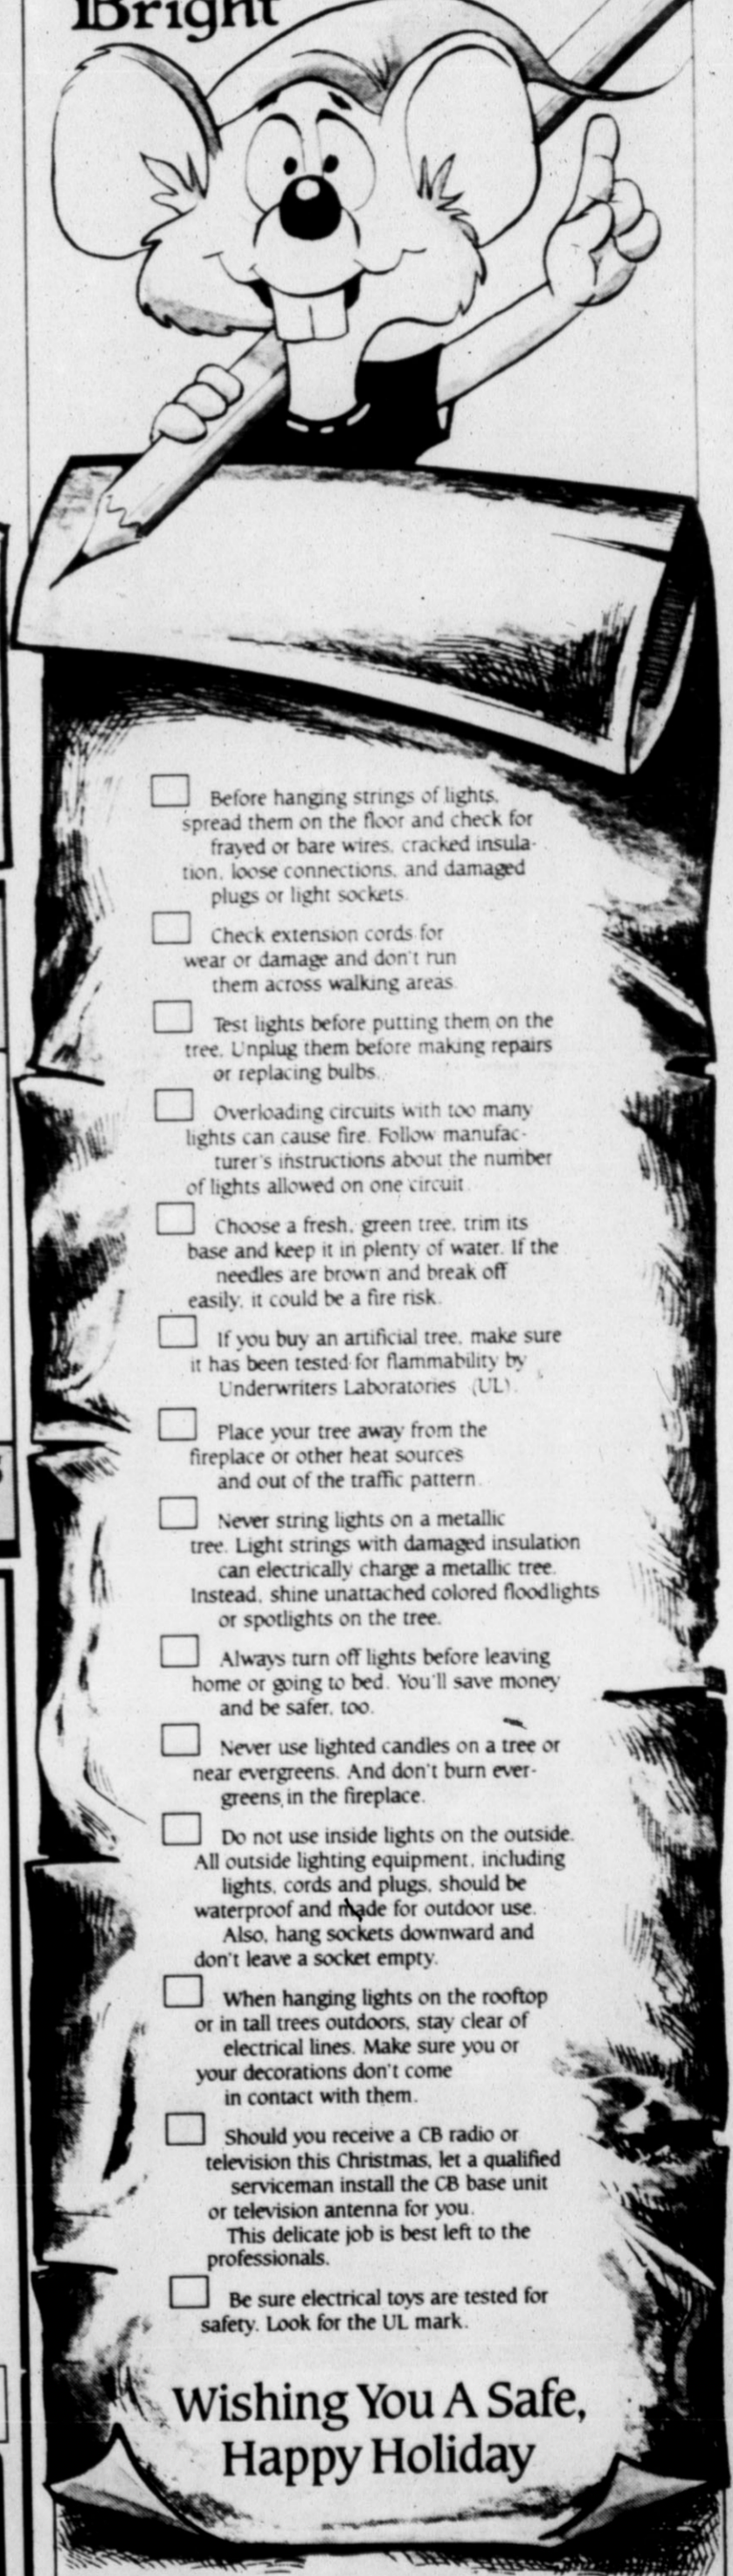 Bright
Before hanging strings of lights,
spread them on the floor and check for
frayed or bare wires, cracked insula-
tion, loose connections, and damaged
plugs or light sockets.
Check extension cords for
wear or damage and don't run
them across walking areas.
Test lights before putting them on the
tree. Unplug them before making repairs
or replacing bulbs.
Overloading circuits with too many
lights can cause fire. Follow manufac-
turer's instructions about the number
of lights allowed on one circuit.
Choose a fresh, green tree, trim its
base and keep it in plenty of water. If the
needles are brown and break off
easily, it could be a fire risk.
If you buy an artificial tree, make sure
it has been tested for flammability by
Underwriters Laboratories (UL).
Place your tree away from the
fireplace or other heat sources
and out of the traffic pattern.
Never string lights on a metallic
tree. Light strings with damaged insulation
can electrically charge a metallic tree.
Instead, shine unattached colored floodlights
or spotlights on the tree.
Always turn off lights before leaving
home or going to bed. You'll save money
and be safer, too.
Never use lighted candles on a tree or
near evergreens. And don't burn ever-
greens in the fireplace.
Do not use inside lights on the outside.
All outside lighting equipment, including
lights, cords and plugs, should be
waterproof and made for outdoor use.
Also, hang sockets downward and
don't leave a socket empty.
When hanging lights on the rooftop
or in tall trees outdoors, stay clear of
electrical lines. Make sure you or
your decorations don't come
in contact with them.
Should you receive a CB radio or
television this Christmas, let a qualified
serviceman install the CB base unit
or television antenna for you.
This delicate job is best left to the
professionals.
Be sure electrical toys are tested for
safety. Look for the UL mark.
Wishing You A Safe,
Happy Holiday